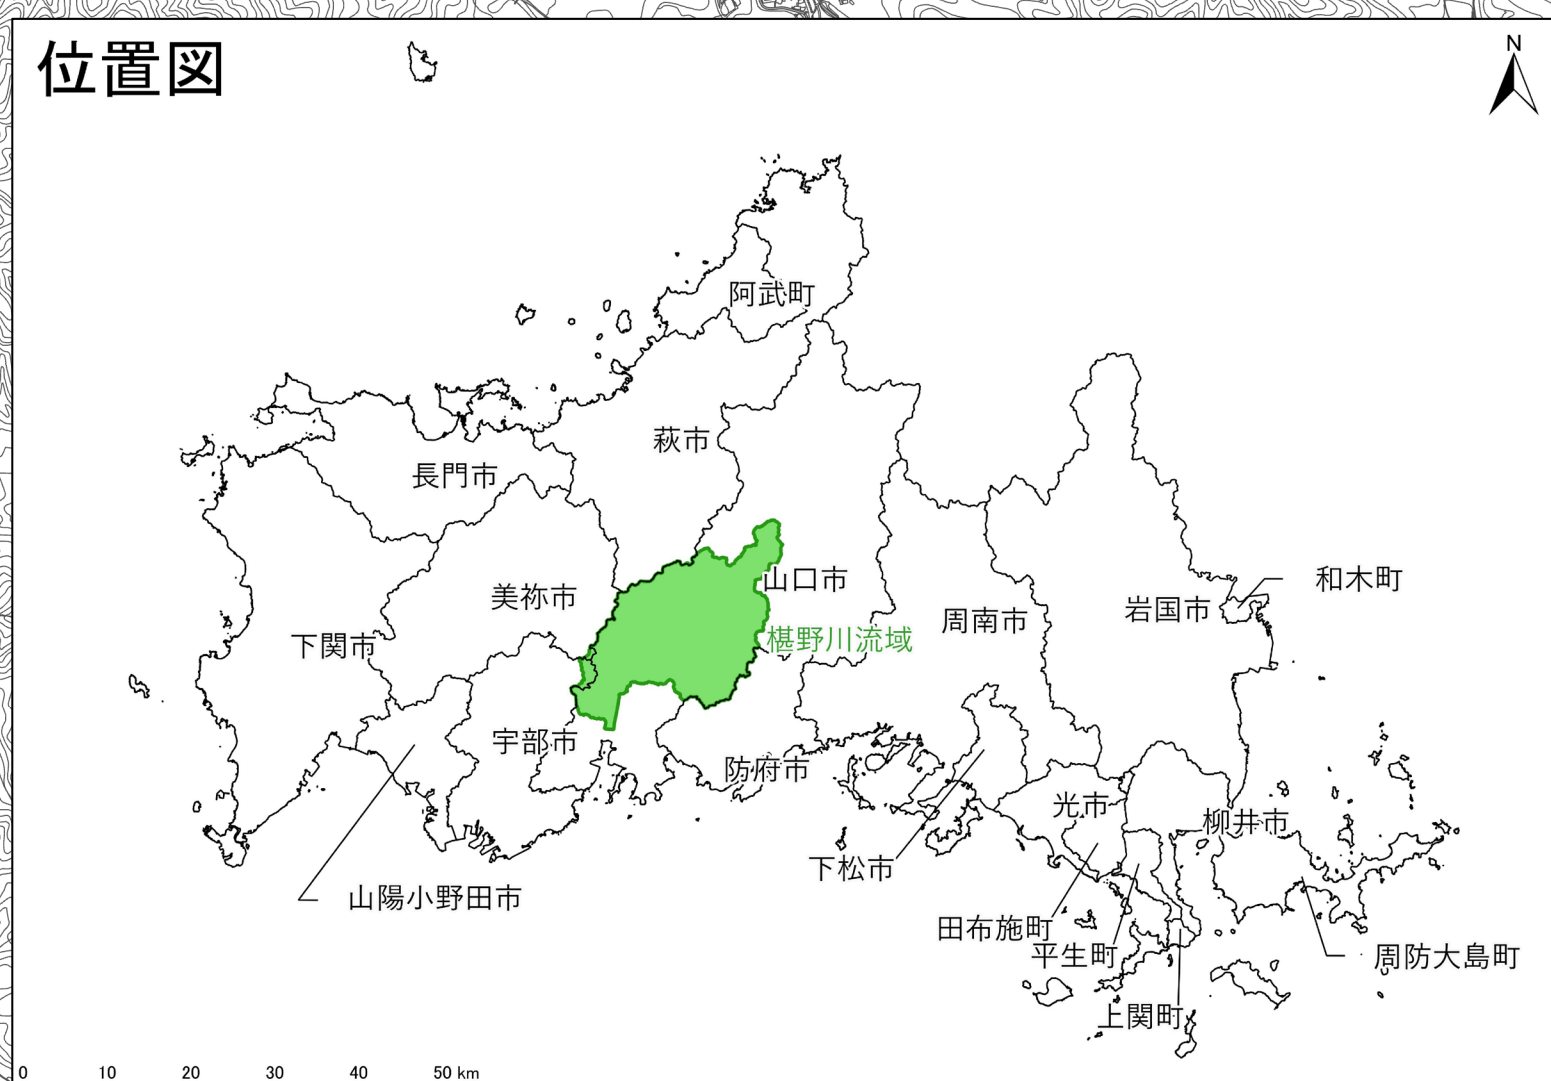 位置図
N
阿武町
萩市
長門市
山口市
和木町
美祢市
岩国市
周南市
椹野川流域
下関市
宇部市
防府市
光市
柳井市
下松市
山陽小野田市
田布施町
平生町
周防大島町
上関町
0 10 20 30 40 50 km